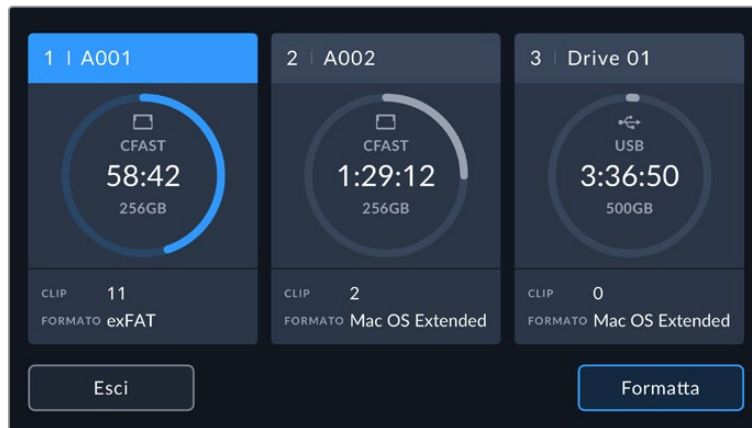 1 | A001
CFAST
58:42
256GB
CLIP 11
FORMATO exFAT
2 | A002
CFAST
1:29:12
256GB
CLIP 2
FORMATO Mac OS Extended
3 | Drive 01
USB
3:36:50
500GB
CLIP 0
FORMATO Mac OS Extended
Esci
Formatta